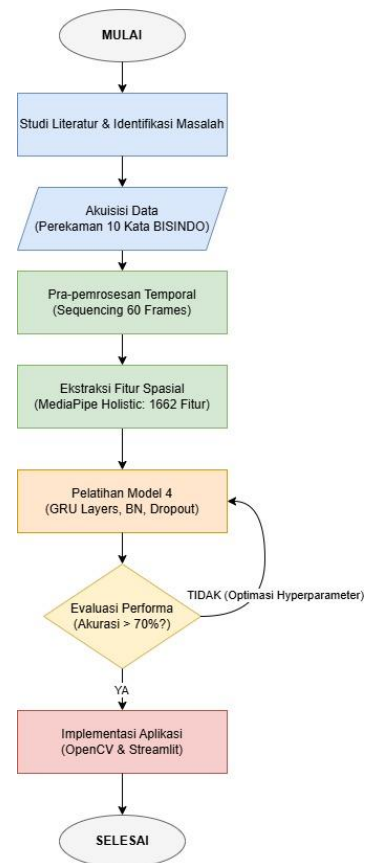 MULAI
Studi Literatur & Identifikasi Masalah
Akuisisi Data
(Perekaman 10 Kata BISINDO)
Pra-pemrosesan Temporal
(Sequencing 60 Frames)
Ekstraksi Fitur Spasial
(MediaPipe Holistic: 1662 Fitur)
Pelatihan Model 4
(GRU Layers, BN, Dropout)
TIDAK (Optimasi Hyperparameter)
Evaluasi Performa
(Akurasi > 70%?)
YA
Implementasi Aplikasi
(OpenCV & Streamlit)
SELESAI